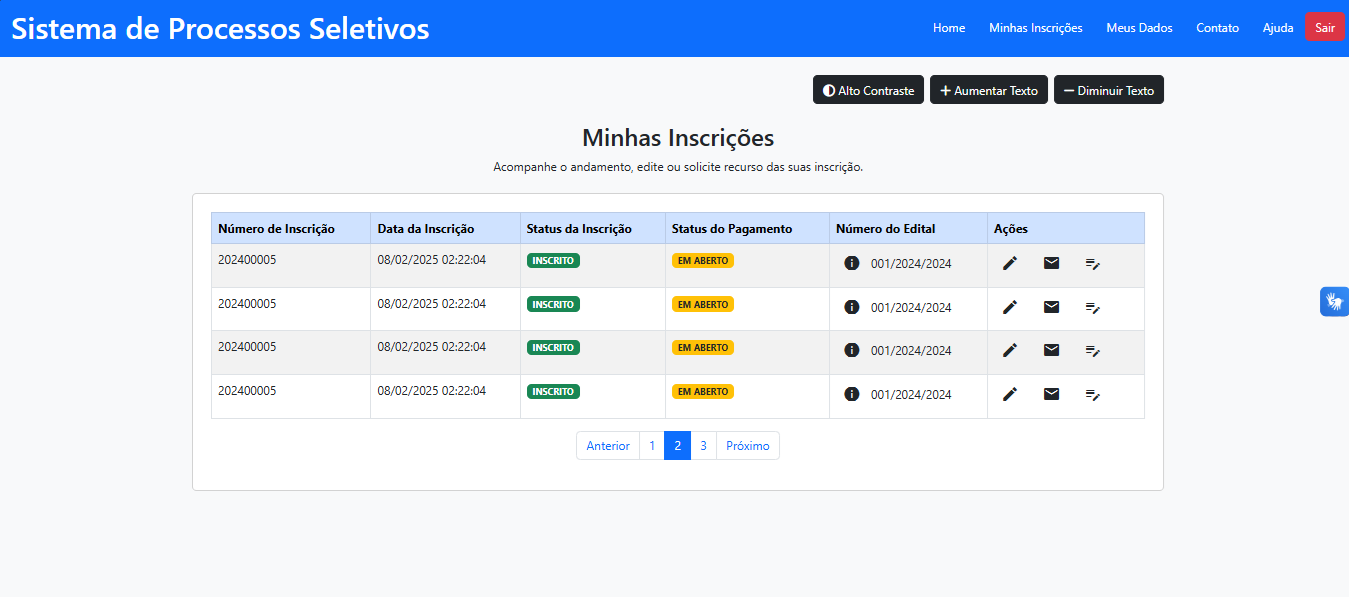 Sistema de Processos Seletivos
Home Minhas Inscrições Meus Dados Contato Ajuda Sair
Alto Contraste + Aumentar Texto − Diminuir Texto
Minhas Inscrições
Acompanhe o andamento, edite ou solicite recurso das suas inscrição.
Número de Inscrição Data da Inscrição Status da Inscrição Status do Pagamento Número do Edital Ações
202400005 08/02/2025 02:22:04 INSCRITO EM ABERTO 001/2024/2024
202400005 08/02/2025 02:22:04 INSCRITO EM ABERTO 001/2024/2024
202400005 08/02/2025 02:22:04 INSCRITO EM ABERTO 001/2024/2024
202400005 08/02/2025 02:22:04 INSCRITO EM ABERTO 001/2024/2024
Anterior 1 2 3 Próximo